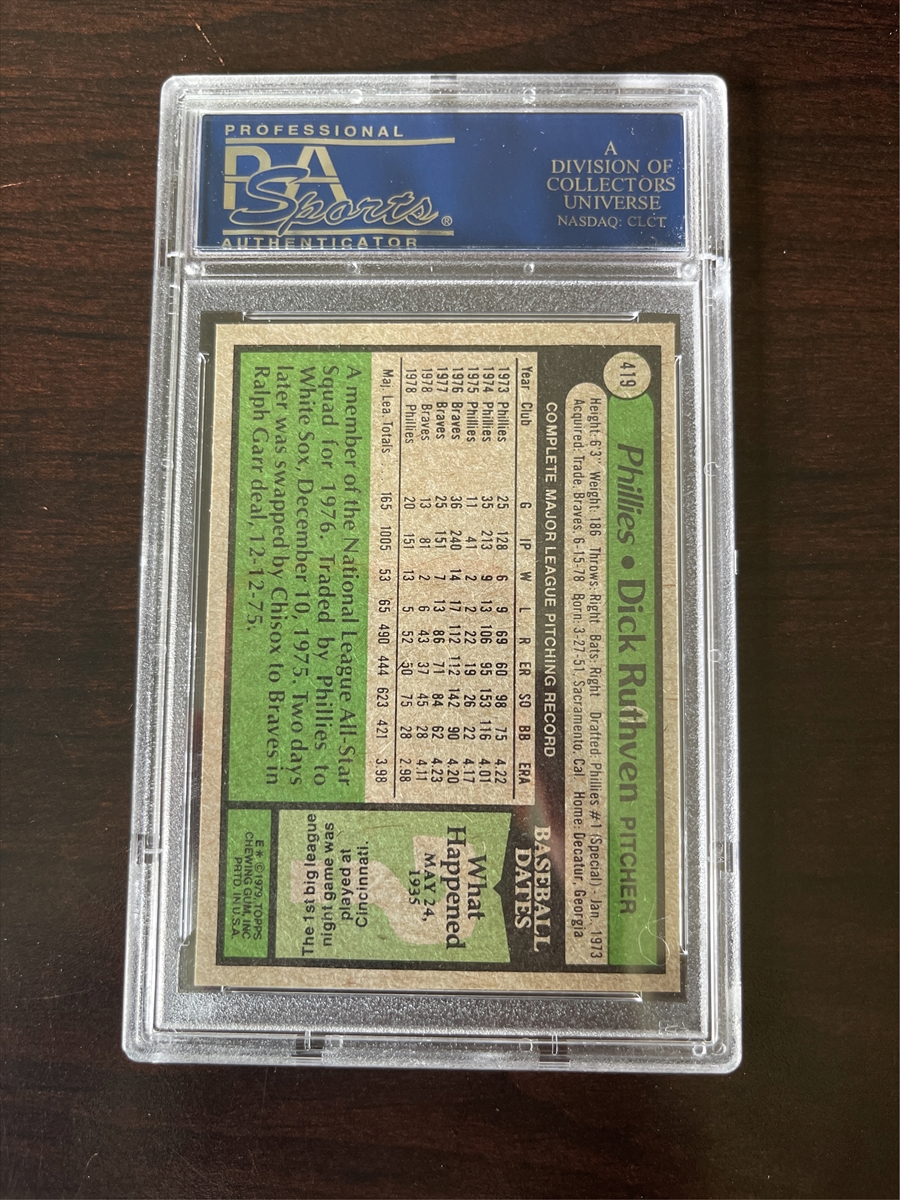 PROFESSIONAL
PSA
Sports®
AUTHENTICATOR
A
DIVISION OF
COLLECTORS
UNIVERSE
NASDAQ: CLCT
419
Phillies • Dick Ruthven PITCHER
Height: 6'3" Weight: 186 Throws: Right Bats: Right Drafted: Phillies #1 (Special) - Jan., 1973
Acquired: Trade, Braves, 6-15-78 Born: 3-27-51, Sacramento, Cal. Home: Decatur, Georgia
COMPLETE MAJOR LEAGUE PITCHING RECORD
Year Club G IP W L R ER SO BB ERA
1973 Phillies 25 128 6 9 69 60 98 75 4.22
1974 Phillies 35 213 9 13 106 95 153 116 4.01
1975 Phillies 11 41 2 2 22 19 26 22 4.17
1976 Braves 36 240 14 17 112 112 142 90 4.20
1977 Braves 25 151 7 13 86 71 84 62 4.23
1978 Braves 13 81 2 6 43 37 45 28 4.11
1978 Phillies 20 151 13 5 52 50 75 28 2.98
Maj. Lea. Totals 165 1005 53 65 490 444 623 421 3.98
A member of the National League All-Star
Squad for 1976. Traded by Phillies to
White Sox, December 10, 1975. Two days
later was swapped by Chisox to Braves in
Ralph Garr deal, 12-12-75.
BASEBALL
DATES
What
Happened
MAY 24,
1935
The 1st big league
night game was
played at
Cincinnati.
E✱ © 1979, TOPPS
CHEWING GUM, INC
PRTD IN U.S.A.